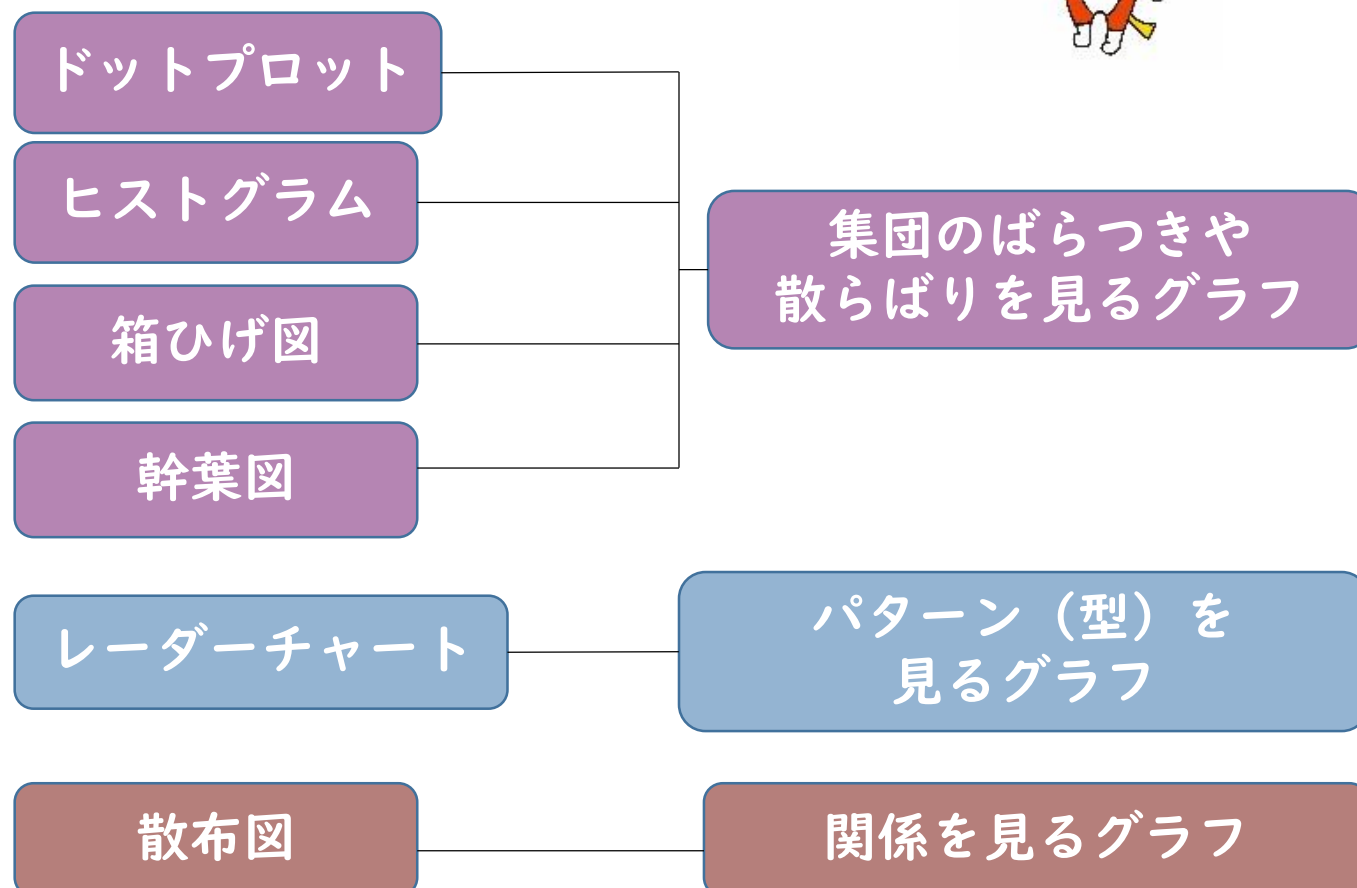 ドットプロット
ヒストグラム
集団のばらつきや
散らばりを見るグラフ
箱ひげ図
幹葉図
レーダーチャート
パターン（型）を
見るグラフ
散布図
関係を見るグラフ